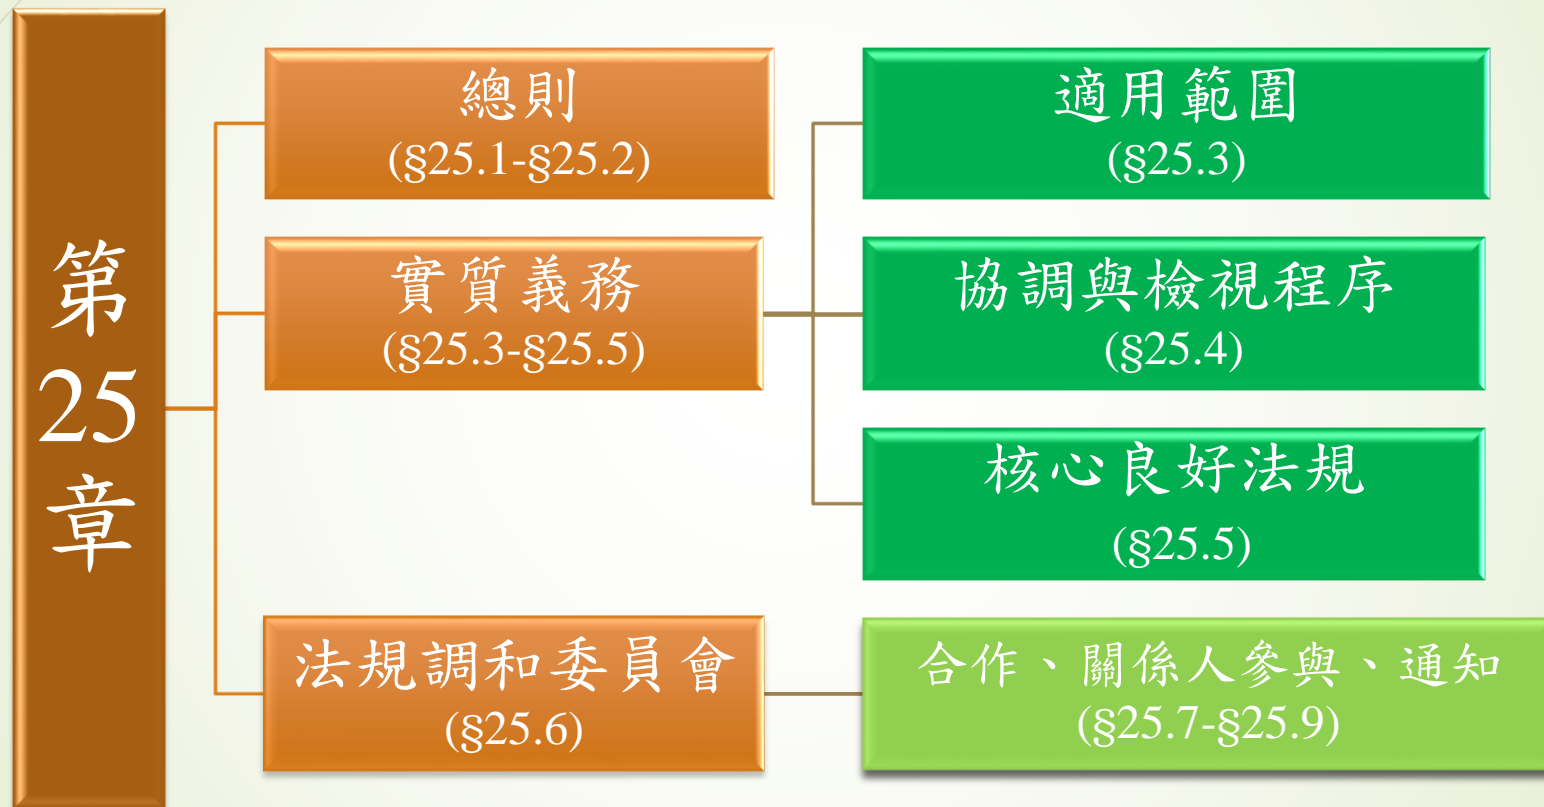 第
25
章
總則
(§25.1-§25.2)
實質義務
(§25.3-§25.5)
法規調和委員會
(§25.6)
適用範圍
(§25.3)
協調與檢視程序
(§25.4)
核心良好法規
(§25.5)
合作、關係人參與、通知
(§25.7-§25.9)